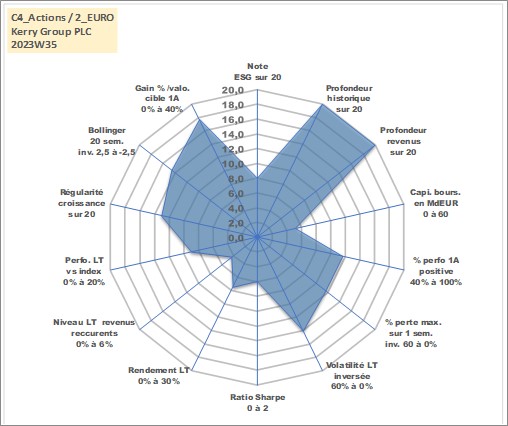 C4_Actions / 2_EURO
Kerry Group PLC
2023W35
Note
ESG sur 20
Profondeur
historique
sur 20
Profondeur
revenus
sur 20
Capi. bours.
en MdEUR
0 à 60
% perfo 1A
positive
40% à 100%
% perte max.
sur 1 sem.
inv. 60 à 0%
Volatilité LT
inversée
60% à 0%
Ratio Sharpe
0 à 2
Rendement LT
0% à 30%
Niveau LT revenus
reccurents
0% à 6%
Perfo. LT
vs index
0% à 20%
Régularité
croissance
sur 20
Bollinger
20 sem.
inv. 2,5 à -2,5
Gain % /valo.
cible 1A
0% à 40%
20,0
18,0
16,0
14,0
12,0
10,0
8,0
6,0
4,0
2,0
0,0